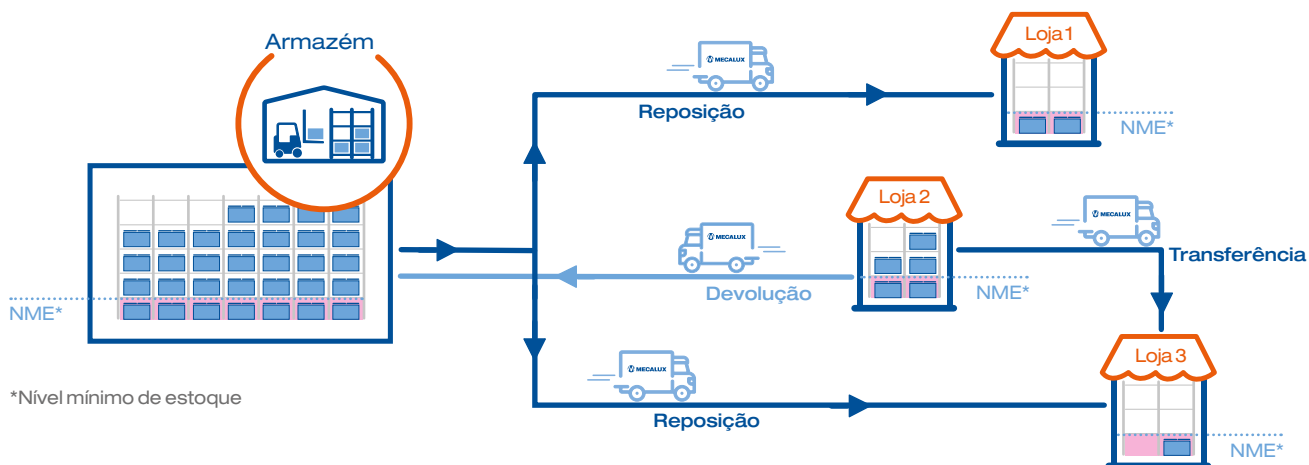 Armazém
MECALUX
Reposição
Loja 1
NME*
Loja 2
MECALUX
Devolução
NME*
MECALUX
Transferência
NME*
MECALUX
Reposição
Loja 3
NME*
*Nível mínimo de estoque